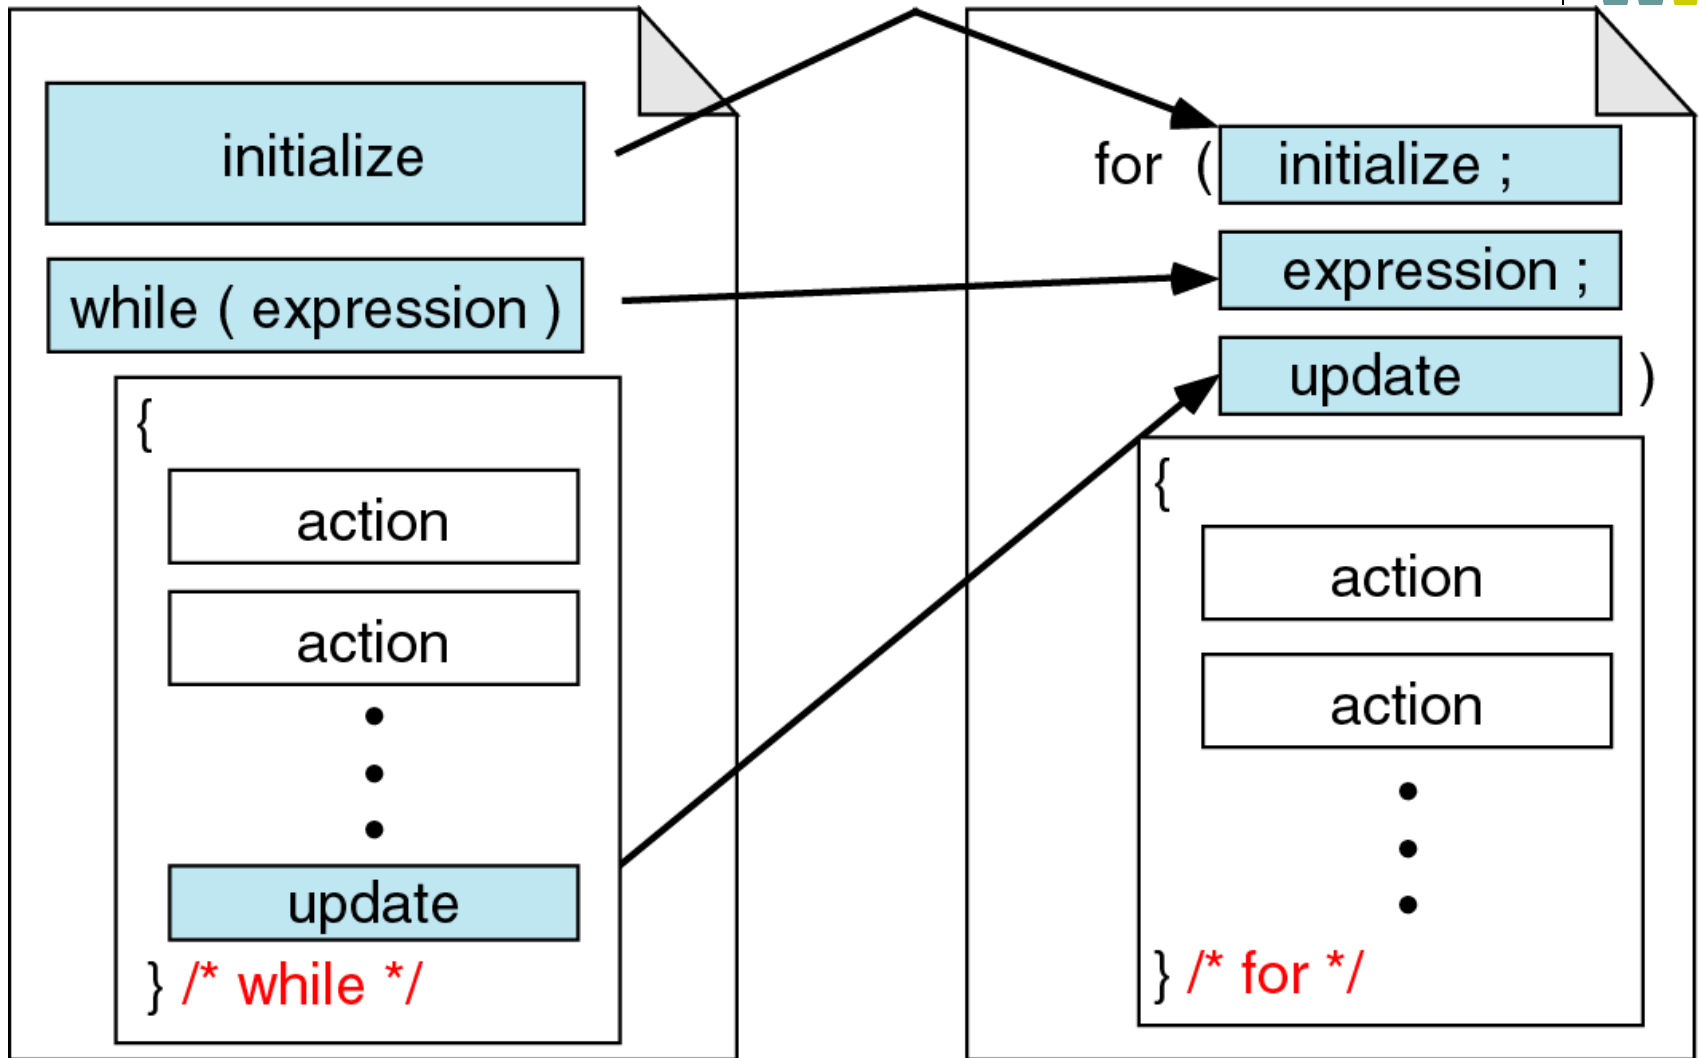 initialize
while ( expression )
{
action
action
update
} /* while */
for ( initialize ;
expression ;
update )
{
action
action
} /* for */